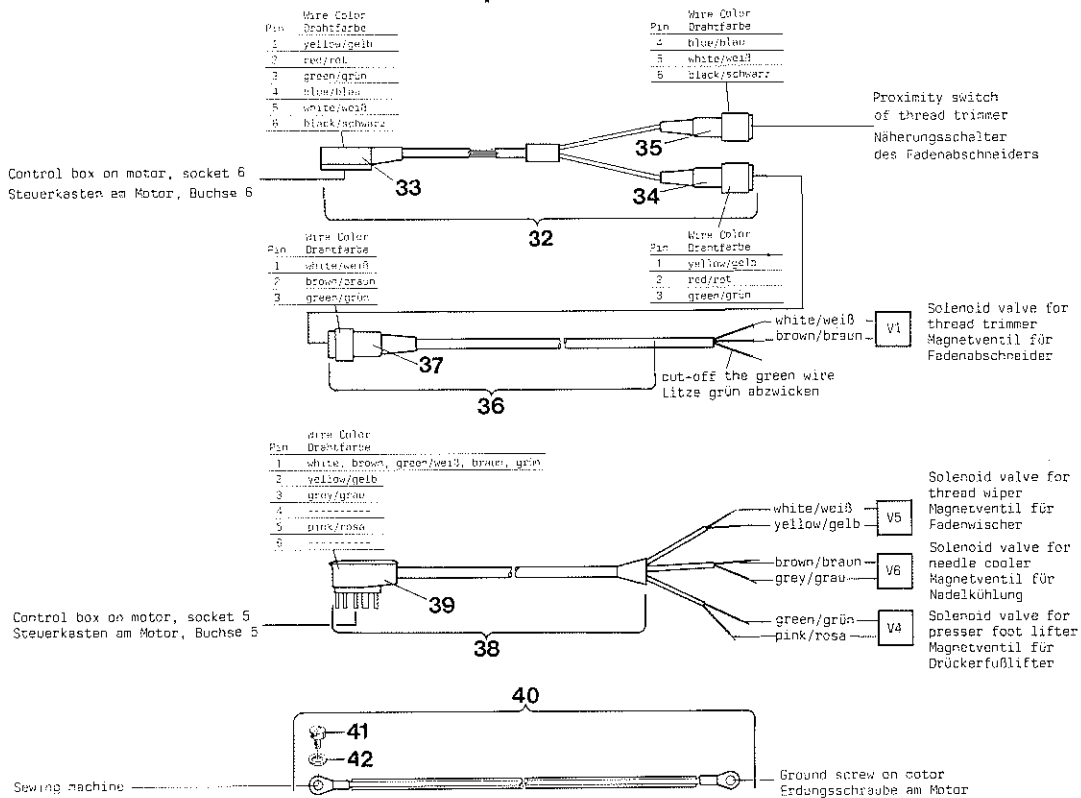 Wire Color
Pin Drahtfarbe
1 yellow/gelb
2 red/rot
3 green/grün
4 blue/blau
5 white/weiß
6 black/schwarz
Wire Color
Pin Drahtfarbe
4 blue/blau
5 white/weiß
6 black/schwarz
Proximity switch
of thread trimmer
Näherungsschalter
des Fadenabschneiders
35
33
34
Control box on motor, socket 6
Steuerkasten am Motor, Buchse 6
32
Wire Color
Pin Drahtfarbe
1 white/weiß
2 brown/braun
3 green/grün
Wire Color
Pin Drahtfarbe
1 yellow/gelb
2 red/rot
3 green/grün
white/weiß
brown/braun
V1
Solenoid valve for
thread trimmer
Magnetventil für
Fadenabschneider
37
cut-off the green wire
Litze grün abzwicken
36
Wire Color
Pin Drahtfarbe
1 white, brown, green/weiß, braun, grün
2 yellow/gelb
3 grey/grau
4 ----------
5 pink/rosa
6 ----------
white/weiß
yellow/gelb
V5
Solenoid valve for
thread wiper
Magnetventil für
Fadenwischer
brown/braun
grey/grau
V6
Solenoid valve for
needle cooler
Magnetventil für
Nadelkühlung
39
green/grün
pink/rosa
V4
Solenoid valve for
presser foot lifter
Magnetventil für
Drückerfußlifter
Control box on motor, socket 5
Steuerkasten am Motor, Buchse 5
38
40
41
42
Sewing machine
Ground screw on motor
Erdungsschraube am Motor